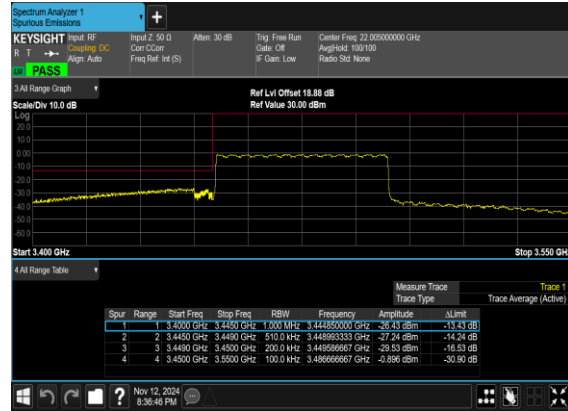 Spectrum Analyzer 1
Spurious Emissions
KEYSIGHT Input: RF Input Z: 50 Ω Atten: 30 dB Trig: Free Run Center Freq: 22.005000000 GHz
R T Coupling: DC Corr CCorr Gate: Off Avg|Hold: 100/100
Align: Auto Freq Ref: Int (S) IF Gain: Low Radio Std: None
PASS
3 All Range Graph
Ref Lvl Offset 18.88 dB
Scale/Div 10.0 dB Ref Value 30.00 dBm
Log
20.0
10.0
0.00
-10.0
-20.0
-30.0
-40.0
-50.0
-60.0
Start 3.400 GHz Stop 3.550 GHz
4 All Range Table
Measure Trace Trace 1
Trace Type Trace Average (Active)
Spur Range Start Freq Stop Freq RBW Frequency Amplitude ΔLimit
1 1 3.4000 GHz 3.4450 GHz 1.000 MHz 3.444850000 GHz -26.43 dBm -13.43 dB
2 2 3.4450 GHz 3.4490 GHz 510.0 kHz 3.448993333 GHz -27.24 dBm -14.24 dB
3 3 3.4490 GHz 3.4500 GHz 200.0 kHz 3.449586667 GHz -29.53 dBm -16.53 dB
4 4 3.4500 GHz 3.5500 GHz 100.0 kHz 3.486666667 GHz -0.896 dBm -30.90 dB
? Nov 12, 2024
8:36:46 PM